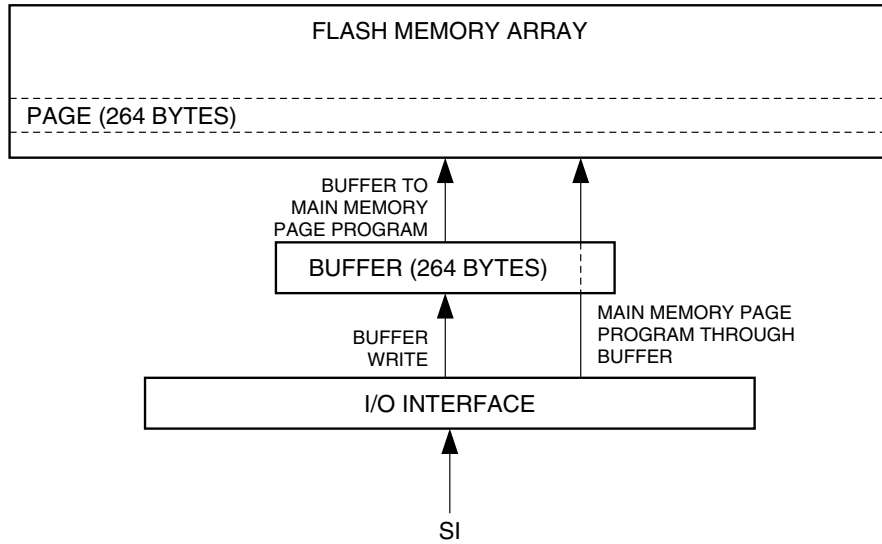 FLASH MEMORY ARRAY
PAGE (264 BYTES)
BUFFER TO
MAIN MEMORY
PAGE PROGRAM
BUFFER (264 BYTES)
BUFFER
WRITE
MAIN MEMORY PAGE
PROGRAM THROUGH
BUFFER
I/O INTERFACE
SI